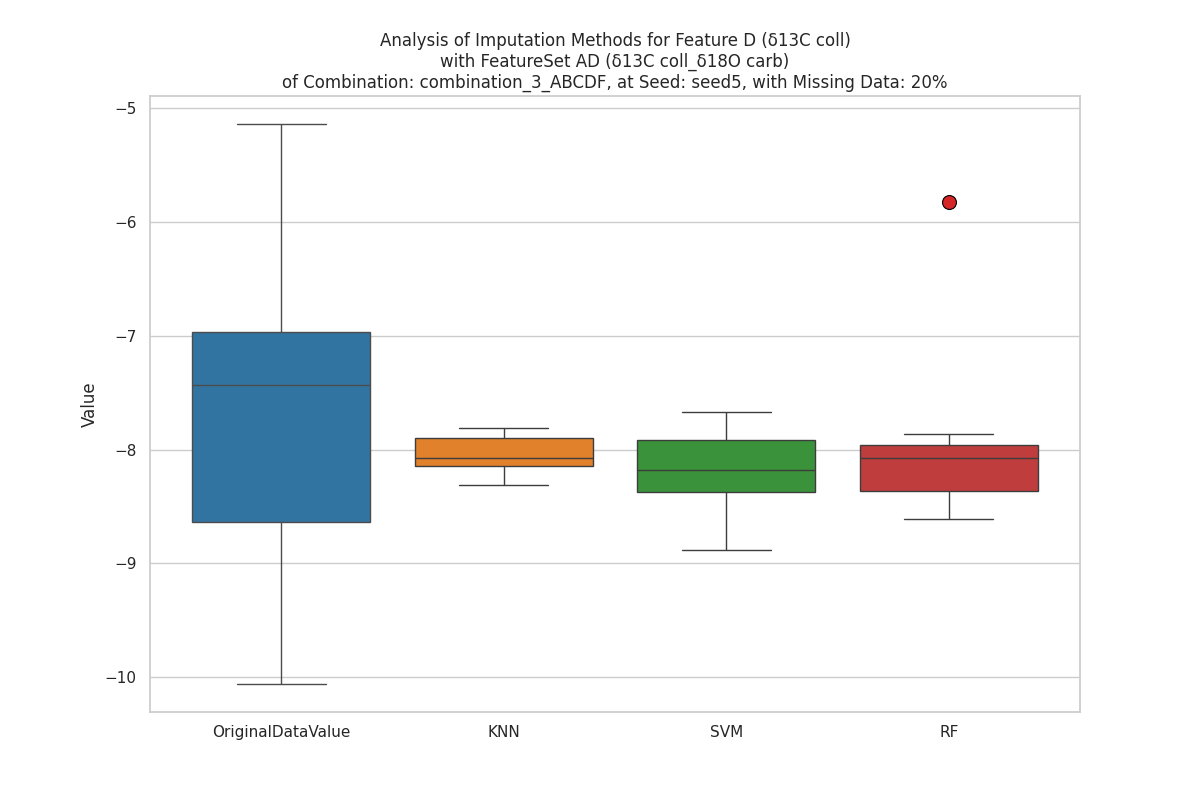 Analysis of Imputation Methods for Feature D (δ13C coll)
with FeatureSet AD (δ13C coll_δ18O carb)
of Combination: combination_3_ABCDF, at Seed: seed5, with Missing Data: 20%
−5
−6
−7
−8
−9
−10
Value
OriginalDataValue KNN SVM RF